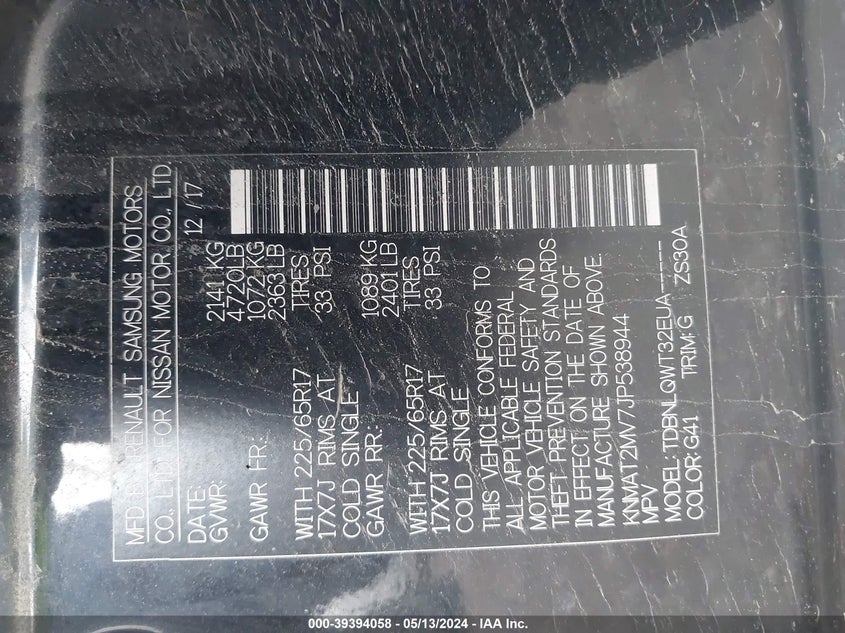 MFD BY:RENAULT SAMSUNG MOTORS
CO., LTD. FOR NISSAN MOTOR CO., LTD.
DATE: 12 /17
GVWR: 2141 KG
4720LB
GAWR FR: 1072 KG
2363 LB
WITH 225/65R17 TIRES
17X7J RIMS AT 33 PSI
COLD SINGLE
GAWR RR: 1089 KG
2401 LB
WITH 225/65R17 TIRES
17X7J RIMS AT 33 PSI
COLD SINGLE
THIS VEHICLE CONFORMS TO
ALL APPLICABLE FEDERAL
MOTOR VEHICLE SAFETY AND
THEFT PREVENTION STANDARDS
IN EFFECT ON THE DATE OF
MANUFACTURE SHOWN ABOVE.
KNMAT2MV7JP538944
MPV
MODEL: TDBNLQWT32EUA-----
COLOR: G41 TRIM: G ZS30A
000-39394058 - 05/13/2024 - IAA Inc.